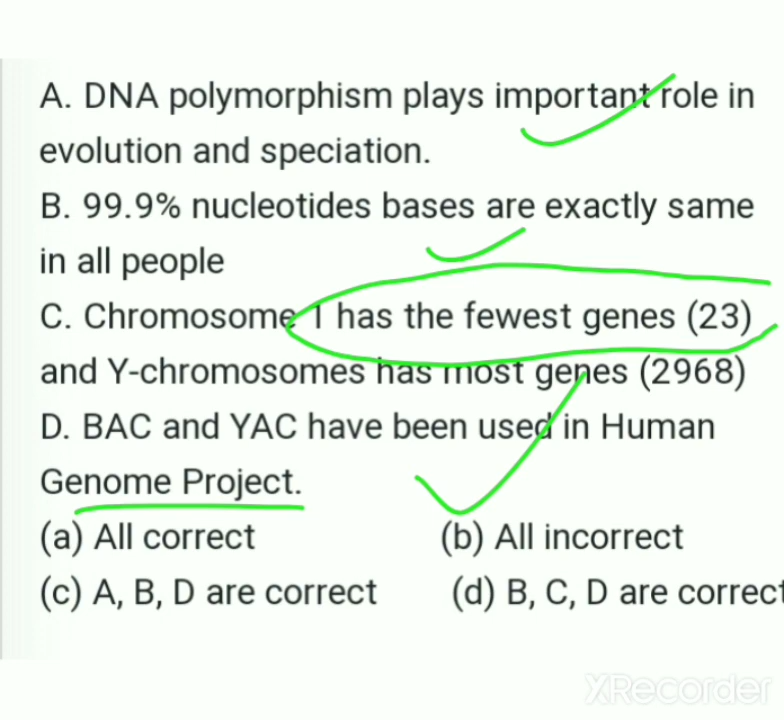 A. DNA polymorphism plays important role in
evolution and speciation.
B. 99.9% nucleotides bases are exactly same
in all people
C. Chromosome 1 has the fewest genes (23)
and Y-chromosomes has most genes (2968)
D. BAC and YAC have been used in Human
Genome Project.
(a) All correct (b) All incorrect
(c) A, B, D are correct (d) B, C, D are correct
XRecorder